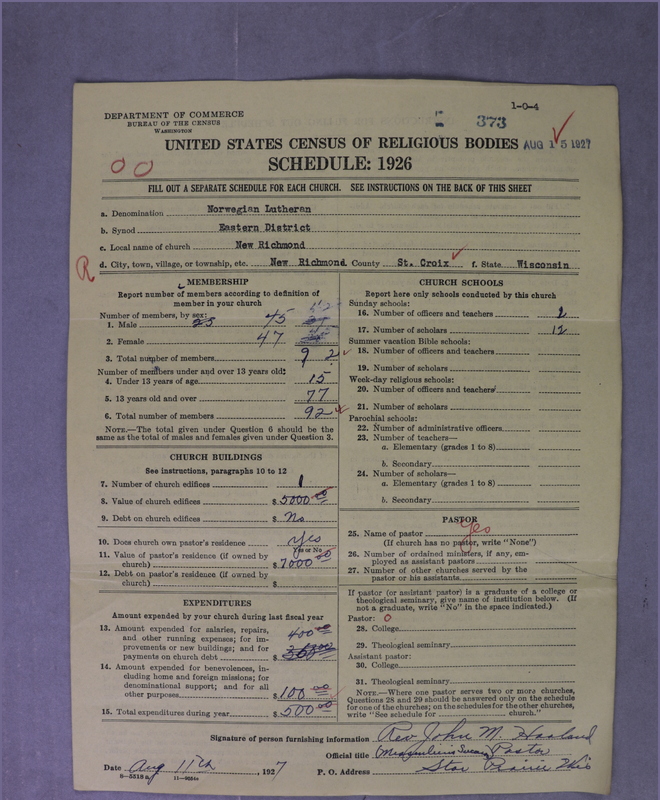 1-0-4
DEPARTMENT OF COMMERCE
BUREAU OF THE CENSUS
WASHINGTON
373
UNITED STATES CENSUS OF RELIGIOUS BODIES AUG 15 1927
SCHEDULE: 1926
FILL OUT A SEPARATE SCHEDULE FOR EACH CHURCH. SEE INSTRUCTIONS ON THE BACK OF THIS SHEET
a. Denomination Norwegian Lutheran
b. Synod Eastern District
c. Local name of church New Richmond
R d. City, town, village, or township, etc. New Richmond County St. Croix f. State Wisconsin
MEMBERSHIP
Report number of members according to definition of
member in your church
Number of members, by sex:
1. Male 45
2. Female 47
3. Total number of members 92
Number of members under and over 13 years old:
4. Under 13 years of age 15
5. 13 years old and over 77
6. Total number of members 92
NOTE.—The total given under Question 6 should be the
same as the total of males and females given under Question 3.
CHURCH BUILDINGS
See instructions, paragraphs 10 to 12
7. Number of church edifices 1
8. Value of church edifices $ 5000.00
9. Debt on church edifices $ No
10. Does church own pastor's residence yes
Yes or No
11. Value of pastor's residence (if owned by
church) $ 7000.00
12. Debt on pastor's residence (if owned by
church) $
EXPENDITURES
Amount expended by your church during last fiscal year
13. Amount expended for salaries, repairs,
and other running expenses; for im-
provements or new buildings; and for
payments on church debt 400.00
14. Amount expended for benevolences,
including home and foreign missions; for
denominational support; and for all
other purposes $ 100.00
15. Total expenditures during year $ 500.00
CHURCH SCHOOLS
Report here only schools conducted by this church
Sunday schools:
16. Number of officers and teachers 2
17. Number of scholars 12
Summer vacation Bible schools:
18. Number of officers and teachers
19. Number of scholars
Week-day religious schools:
20. Number of officers and teachers
21. Number of scholars
Parochial schools:
22. Number of administrative officers
23. Number of teachers—
a. Elementary (grades 1 to 8)
b. Secondary
24. Number of scholars—
a. Elementary (grades 1 to 8)
b. Secondary
PASTOR
25. Name of pastor Yes
(If church has no pastor, write "None")
26. Number of ordained ministers, if any, em-
ployed as assistant pastors
27. Number of other churches served by the
pastor or his assistants
If pastor (or assistant pastor) is a graduate of a college or
theological seminary, give name of institution below. (If
not a graduate, write "No" in the space indicated.)
Pastor: 0
28. College
29. Theological seminary
Assistant pastor:
30. College
31. Theological seminary
NOTE.—Where one pastor serves two or more churches,
Questions 28 and 29 should be answered only on the schedule
for one of the churches; on the schedules for the other churches,
write "See schedule for church."
Signature of person furnishing information Rev John M. Haaland
Official title Pastor
Date Aug 11th, 1927 P. O. Address Star Prairie Wis
8-5518a 11-9554a